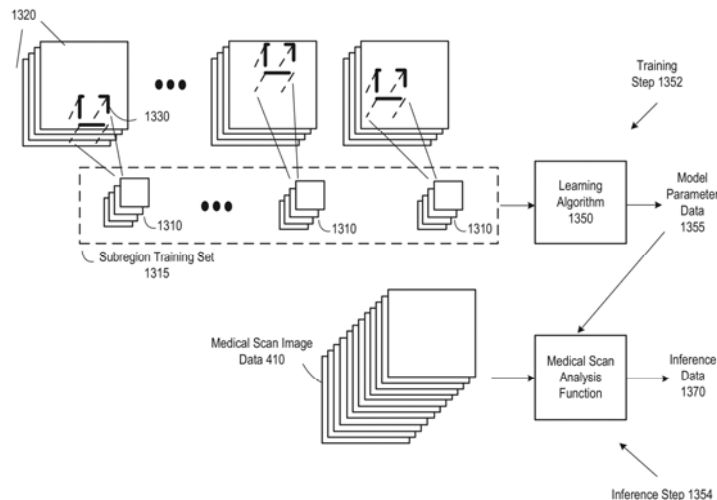 1320
1330
Training
Step 1352
1310
1310
1310
Subregion Training Set
1315
Learning
Algorithm
1350
Model
Parameter
Data
1355
Medical Scan Image
Data 410
Medical Scan
Analysis
Function
Inference
Data
1370
Inference Step 1354